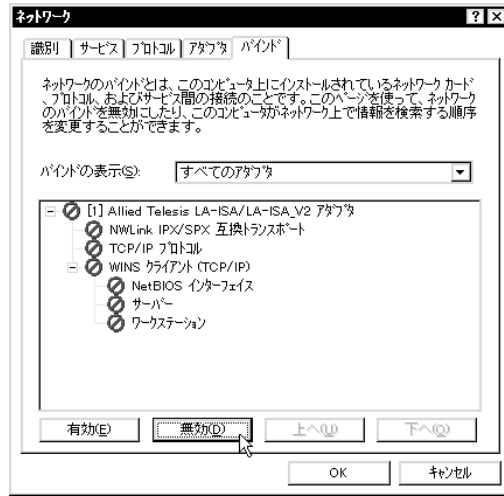 ネットワーク
識別 サービス プロトコル アダプタ バインド
ネットワークのバインドとは、このコンピュータ上にインストールされているネットワーク カード
、プロトコル、およびサービス間の接続のことです。このページを使って、ネットワーク
のバインドを無効にしたり、このコンピュータがネットワーク上で情報を検索する順序
を変更することができます。
バインドの表示(S): すべてのアダプタ
[1] Allied Telesis LA-ISA/LA-ISA_V2 アダプタ
NWLink IPX/SPX 互換トランスポート
TCP/IP プロトコル
WINS クライアント (TCP/IP)
NetBIOS インターフェイス
サーバー
ワークステーション
有効(E) 無効(D) 上へ(U) 下へ(O)
OK キャンセル